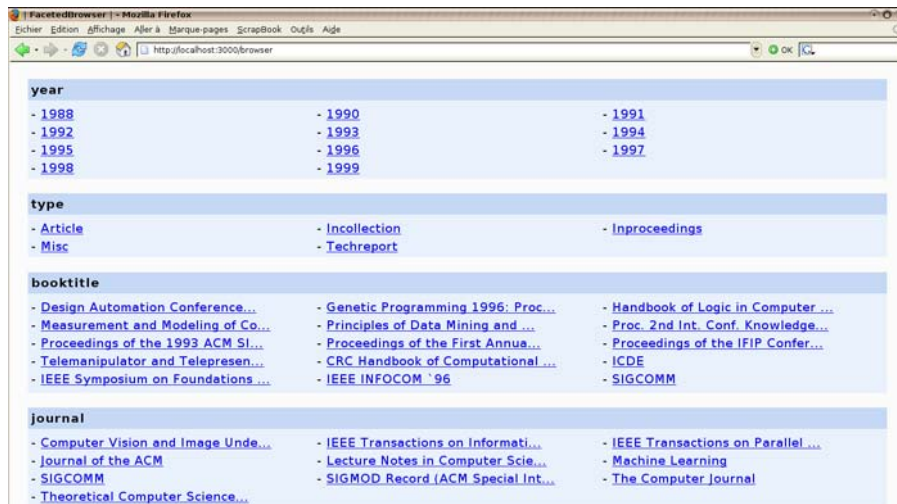 FacetedBrowser | - Mozilla Firefox
Fichier Edition Affichage Aller à Marque-pages ScrapBook Outils Aide
http://localhost:3000/browser OK
year
- 1988 - 1990 - 1991
- 1992 - 1993 - 1994
- 1995 - 1996 - 1997
- 1998 - 1999
type
- Article - Incollection - Inproceedings
- Misc - Techreport
booktitle
- Design Automation Conference... - Genetic Programming 1996: Proc... - Handbook of Logic in Computer ...
- Measurement and Modeling of Co... - Principles of Data Mining and ... - Proc. 2nd Int. Conf. Knowledge...
- Proceedings of the 1993 ACM SI... - Proceedings of the First Annua... - Proceedings of the IFIP Confer...
- Telemanipulator and Telepresen... - CRC Handbook of Computational ... - ICDE
- IEEE Symposium on Foundations ... - IEEE INFOCOM `96 - SIGCOMM
journal
- Computer Vision and Image Unde... - IEEE Transactions on Informati... - IEEE Transactions on Parallel ...
- Journal of the ACM - Lecture Notes in Computer Scie... - Machine Learning
- SIGCOMM - SIGMOD Record (ACM Special Int... - The Computer Journal
- Theoretical Computer Science...